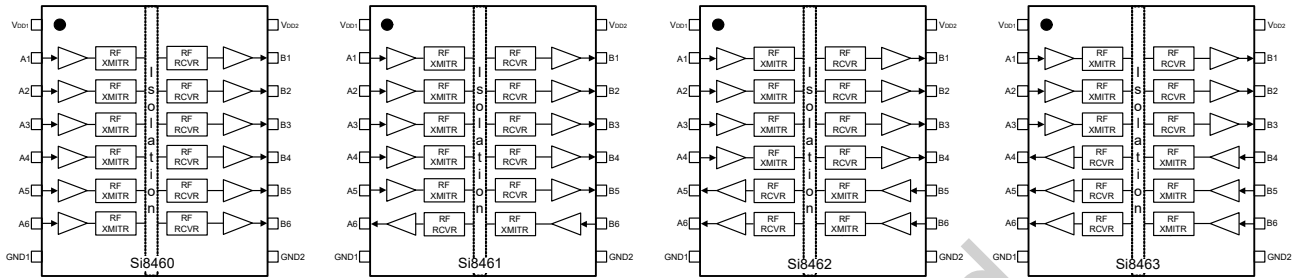 VDD1 VDD2
A1 RF XMITR RF RCVR B1
A2 RF XMITR RF RCVR B2
A3 RF XMITR RF RCVR B3
A4 RF XMITR RF RCVR B4
A5 RF XMITR RF RCVR B5
A6 RF XMITR RF RCVR B6
Isolation
GND1 GND2
Si8460
VDD1 VDD2
A1 RF XMITR RF RCVR B1
A2 RF XMITR RF RCVR B2
A3 RF XMITR RF RCVR B3
A4 RF XMITR RF RCVR B4
A5 RF XMITR RF RCVR B5
A6 RF RCVR RF XMITR B6
Isolation
GND1 GND2
Si8461
VDD1 VDD2
A1 RF XMITR RF RCVR B1
A2 RF XMITR RF RCVR B2
A3 RF XMITR RF RCVR B3
A4 RF XMITR RF RCVR B4
A5 RF RCVR RF XMITR B5
A6 RF RCVR RF XMITR B6
Isolation
GND1 GND2
Si8462
VDD1 VDD2
A1 RF XMITR RF RCVR B1
A2 RF XMITR RF RCVR B2
A3 RF XMITR RF RCVR B3
A4 RF RCVR RF XMITR B4
A5 RF RCVR RF XMITR B5
A6 RF RCVR RF XMITR B6
Isolation
GND1 GND2
Si8463